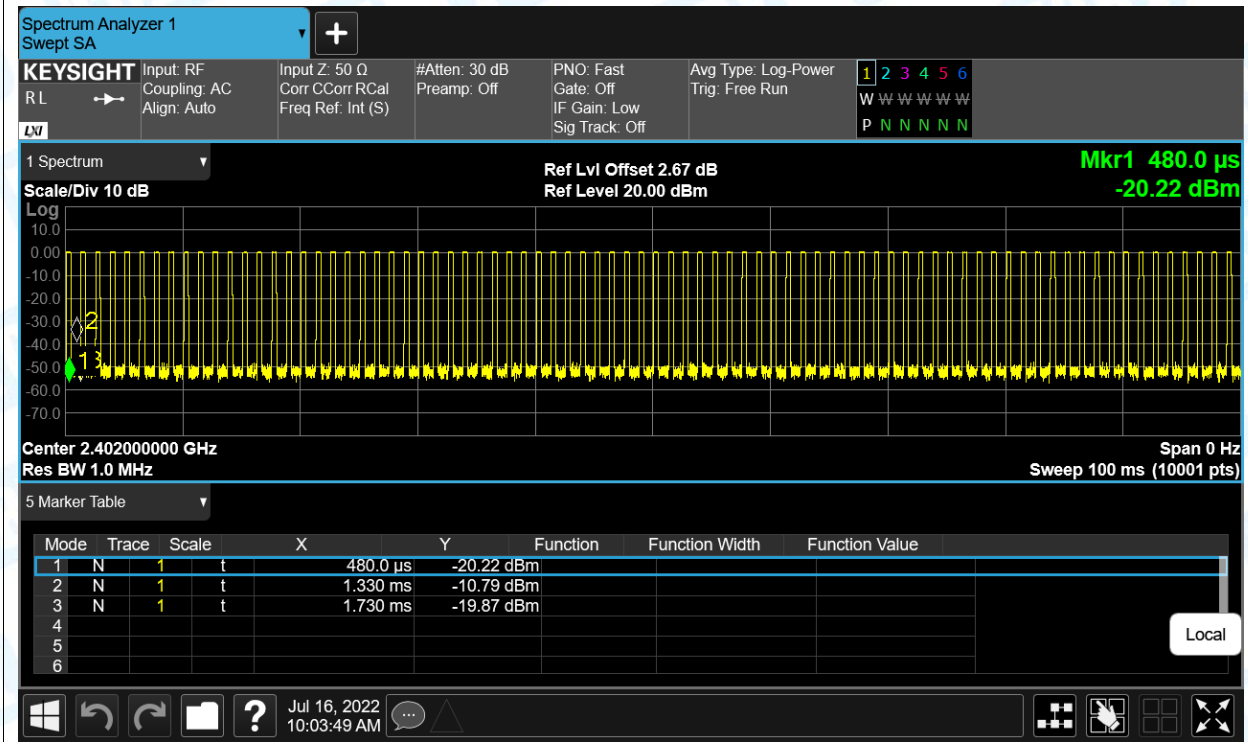 Spectrum Analyzer 1
Swept SA
+
KEYSIGHT Input: RF Input Z: 50 Ω #Atten: 30 dB PNO: Fast Avg Type: Log-Power 1 2 3 4 5 6
R L Coupling: AC Corr CCorr RCal Preamp: Off Gate: Off Trig: Free Run W W W W W W
Align: Auto Freq Ref: Int (S) IF Gain: Low P N N N N N
LXI Sig Track: Off
1 Spectrum Ref Lvl Offset 2.67 dB Mkr1 480.0 µs
Scale/Div 10 dB Ref Level 20.00 dBm -20.22 dBm
Log
10.0
0.00
-10.0
-20.0
-30.0 2
-40.0
-50.0 1 3
-60.0
-70.0
Center 2.402000000 GHz Span 0 Hz
Res BW 1.0 MHz Sweep 100 ms (10001 pts)
5 Marker Table
Mode Trace Scale X Y Function Function Width Function Value
1 N 1 t 480.0 µs -20.22 dBm
2 N 1 t 1.330 ms -10.79 dBm
3 N 1 t 1.730 ms -19.87 dBm
4
5
6
Local
? Jul 16, 2022
10:03:49 AM